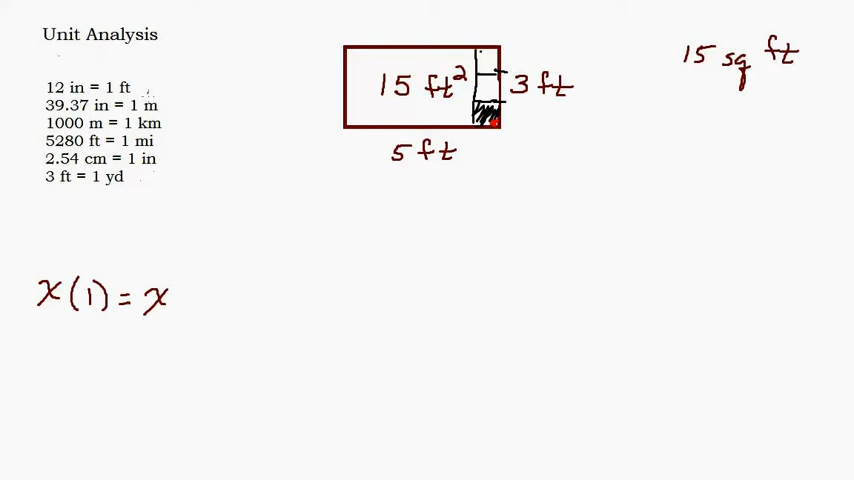 Unit Analysis
12 in = 1 ft
39.37 in = 1 m
1000 m = 1 km
5280 ft = 1 mi
2.54 cm = 1 in
3 ft = 1 yd
15 ft²
3 ft
5 ft
15 sq ft
x(1) = x